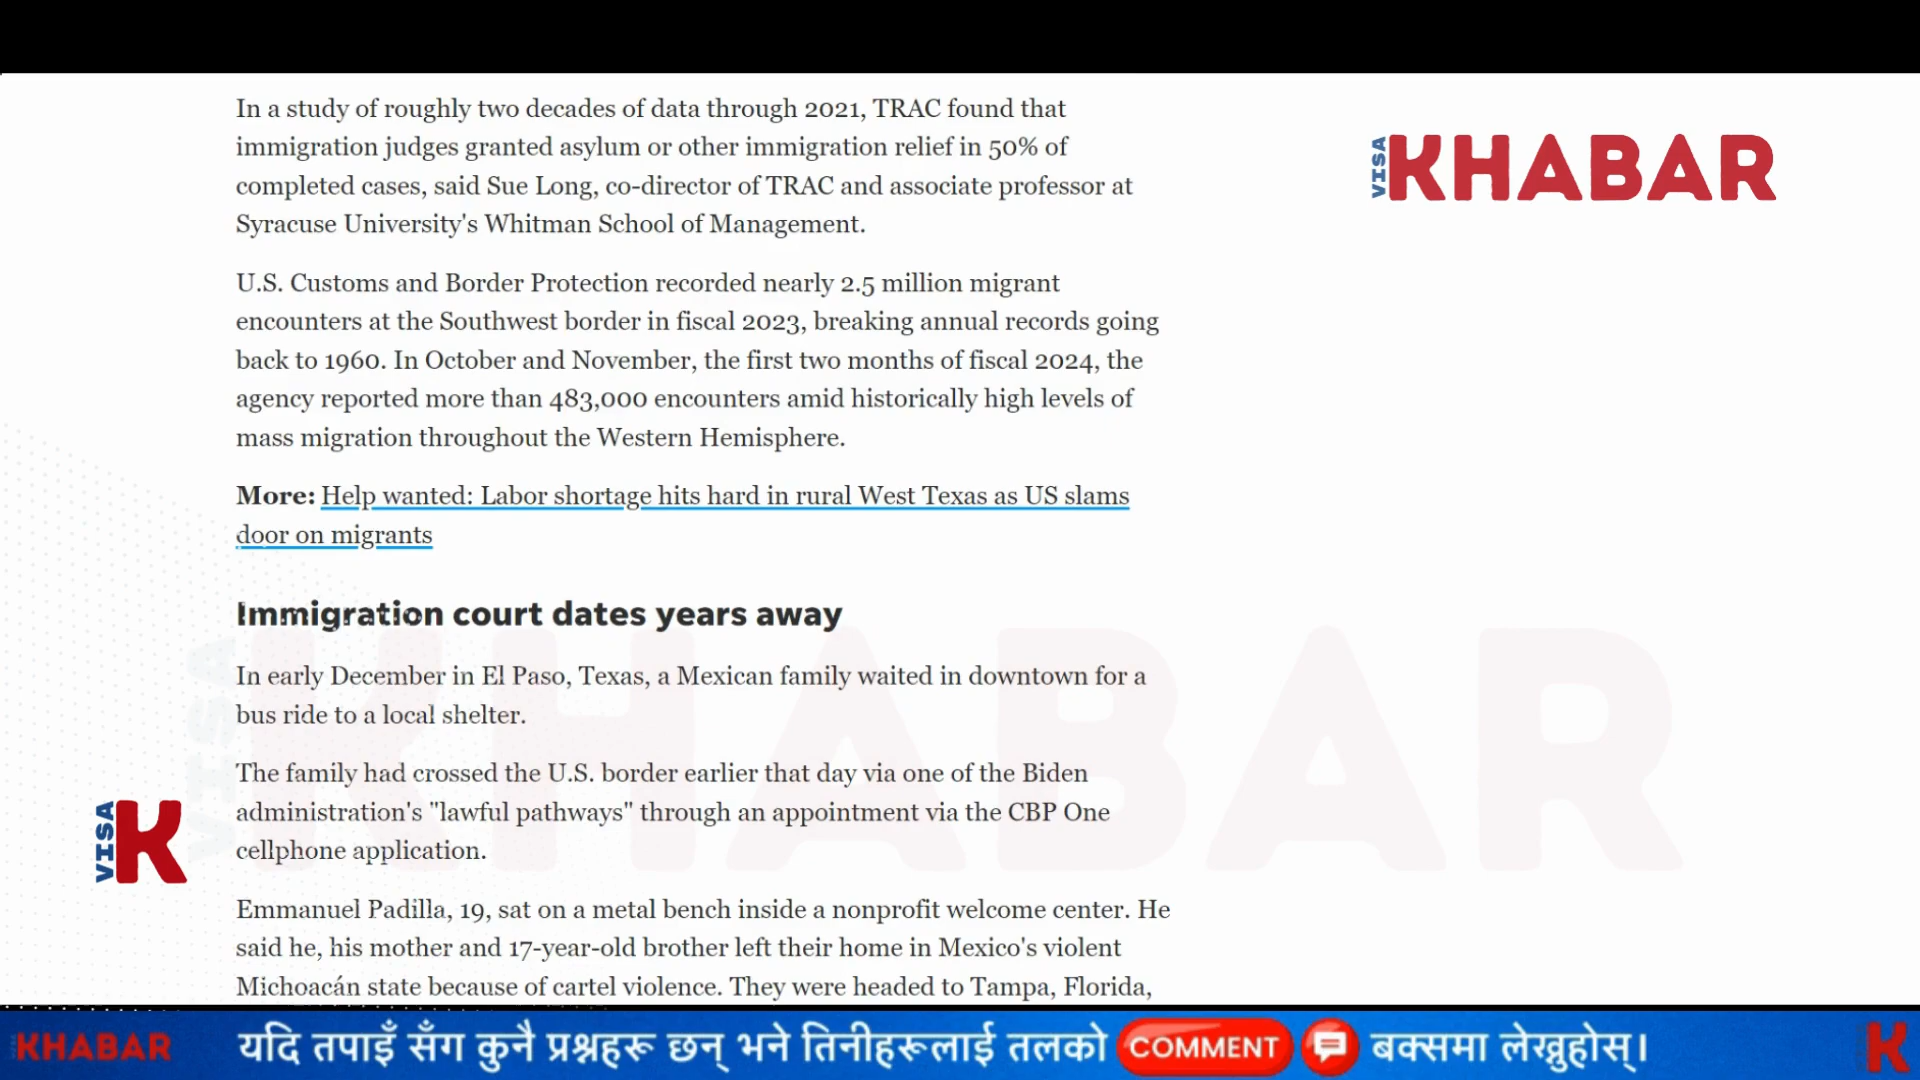 In a study of roughly two decades of data through 2021, TRAC found that
immigration judges granted asylum or other immigration relief in 50% of
completed cases, said Sue Long, co-director of TRAC and associate professor at
Syracuse University's Whitman School of Management.
VISA KHABAR
U.S. Customs and Border Protection recorded nearly 2.5 million migrant
encounters at the Southwest border in fiscal 2023, breaking annual records going
back to 1960. In October and November, the first two months of fiscal 2024, the
agency reported more than 483,000 encounters amid historically high levels of
mass migration throughout the Western Hemisphere.
More: Help wanted: Labor shortage hits hard in rural West Texas as US slams
door on migrants
Immigration court dates years away
In early December in El Paso, Texas, a Mexican family waited in downtown for a
bus ride to a local shelter.
VISA KHABAR
The family had crossed the U.S. border earlier that day via one of the Biden
administration's "lawful pathways" through an appointment via the CBP One
cellphone application.
VISA K
Emmanuel Padilla, 19, sat on a metal bench inside a nonprofit welcome center. He
said he, his mother and 17-year-old brother left their home in Mexico's violent
Michoacán state because of cartel violence. They were headed to Tampa, Florida,
KHABAR यदि तपाइँ सँग कुनै प्रश्नहरू छन् भने तिनीहरूलाई तलको COMMENT बक्समा लेख्नुहोस्। K